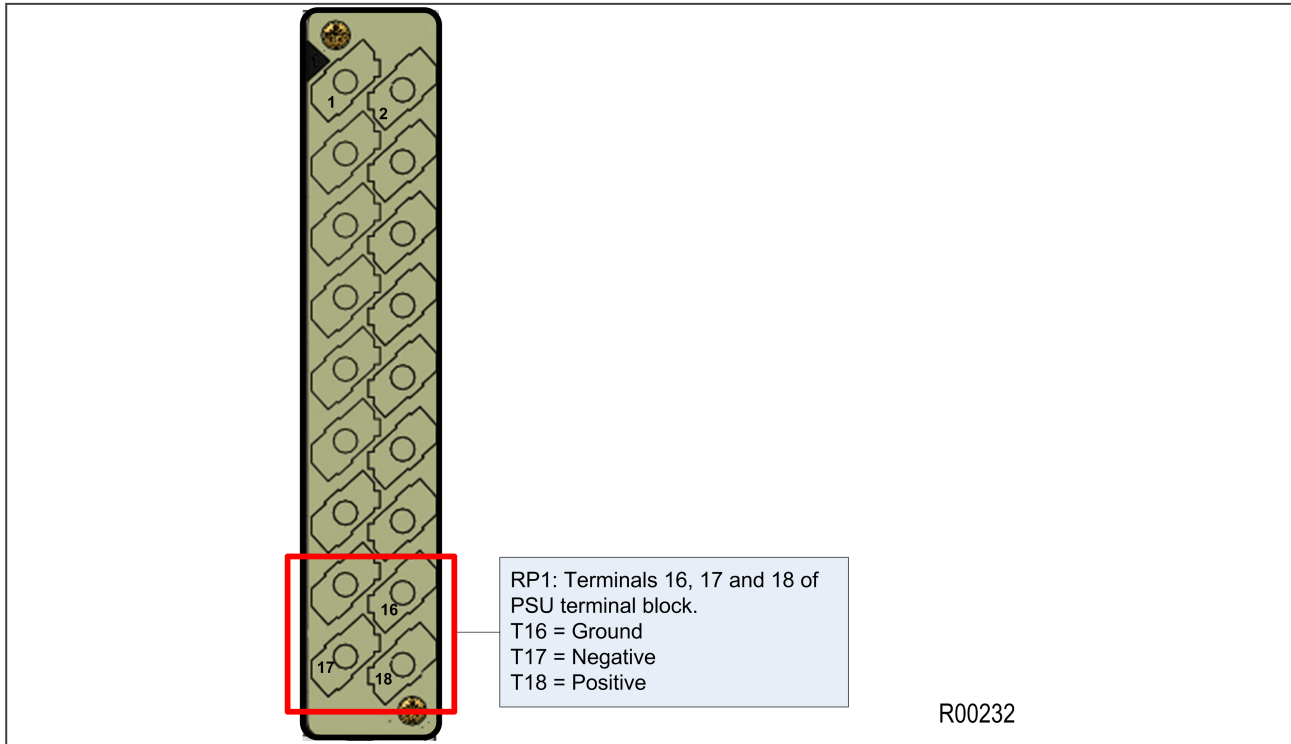 1
1
2
16
RP1: Terminals 16, 17 and 18 of
PSU terminal block.
T16 = Ground
T17 = Negative
T18 = Positive
17
18
R00232